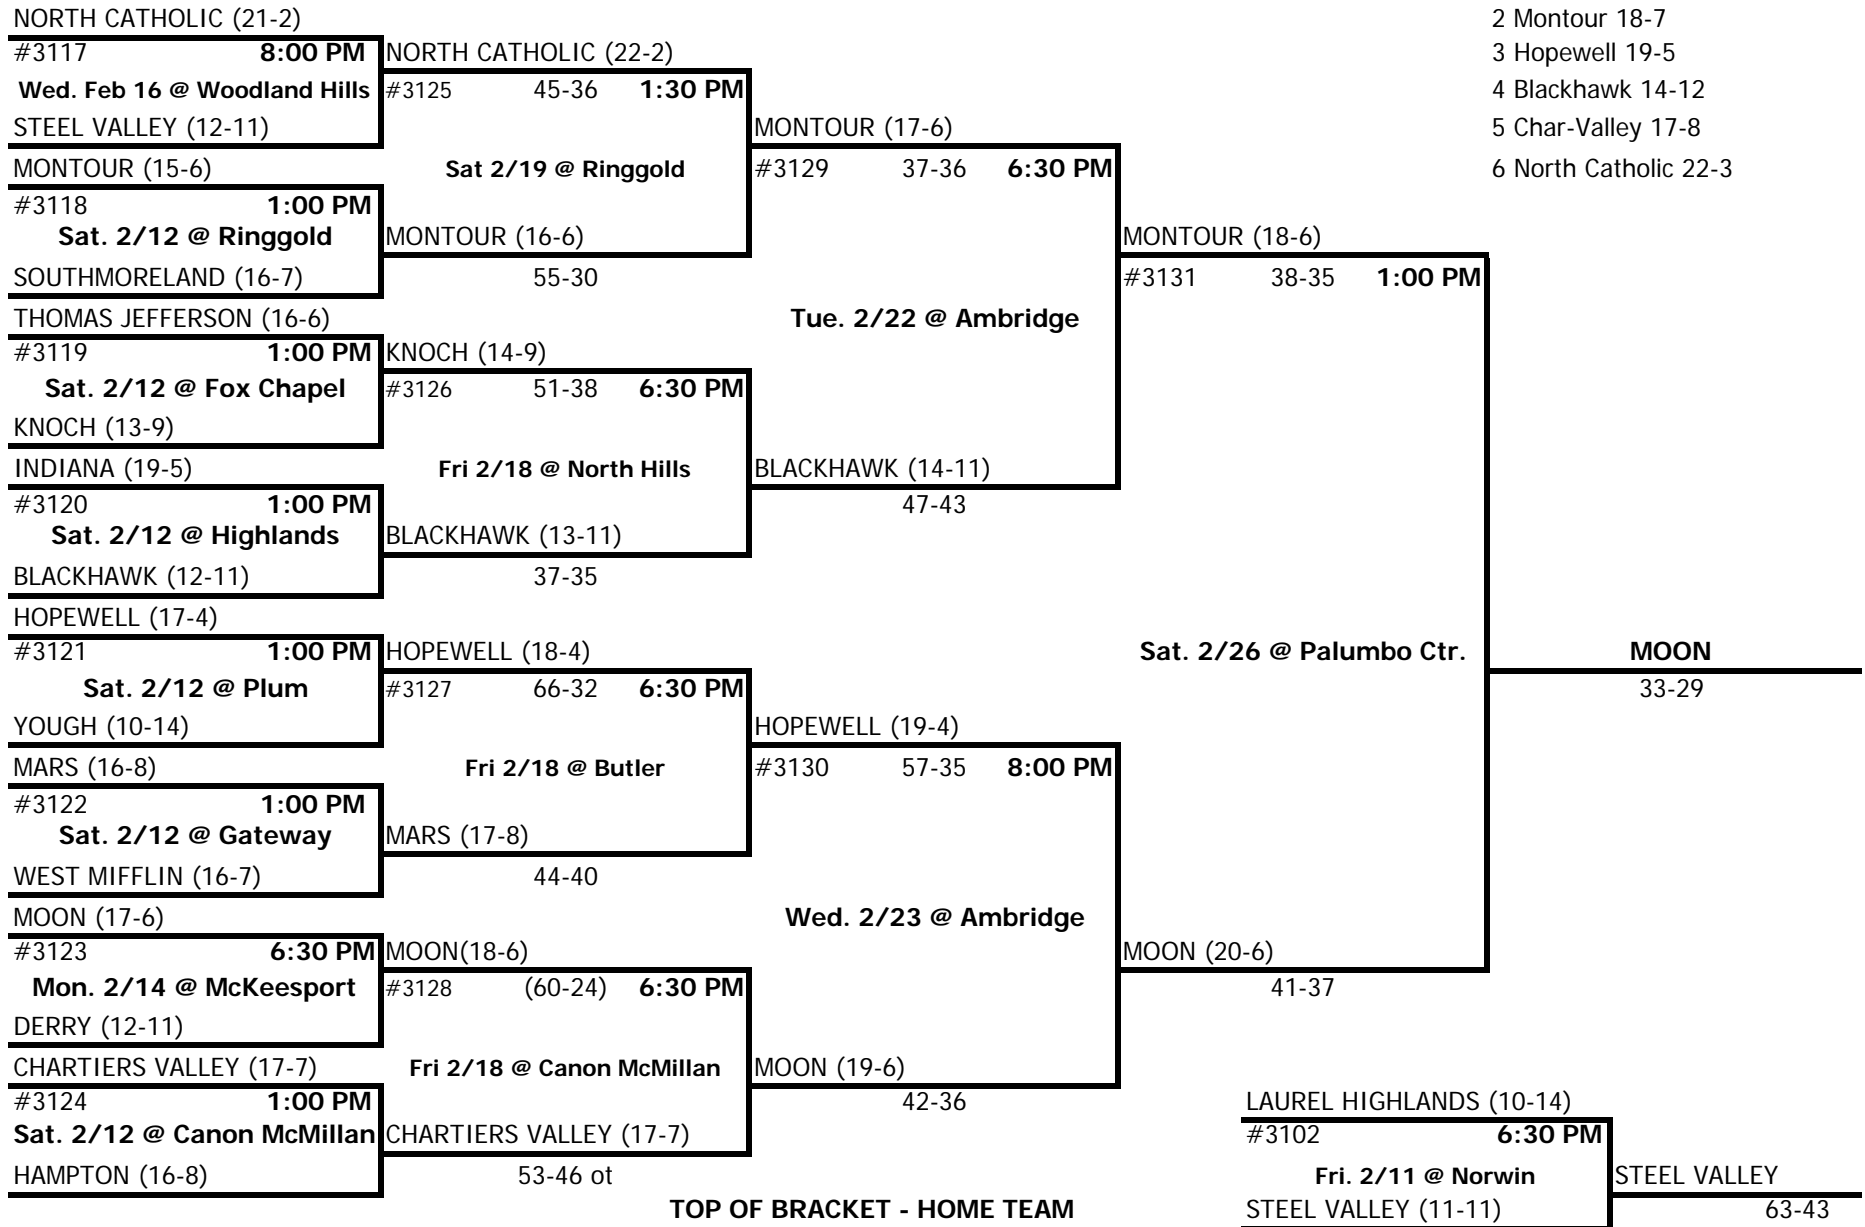 NORTH CATHOLIC (21-2)
2 Montour 18-7
#3117 8:00 PM NORTH CATHOLIC (22-2)
3 Hopewell 19-5
Wed. Feb 16 @ Woodland Hills #3125 45-36 1:30 PM
4 Blackhawk 14-12
STEEL VALLEY (12-11) MONTOUR (17-6)
5 Char-Valley 17-8
MONTOUR (15-6) Sat 2/19 @ Ringgold #3129 37-36 6:30 PM
6 North Catholic 22-3
#3118 1:00 PM
Sat. 2/12 @ Ringgold MONTOUR (16-6) MONTOUR (18-6)
SOUTHMORELAND (16-7) 55-30 #3131 38-35 1:00 PM
THOMAS JEFFERSON (16-6) Tue. 2/22 @ Ambridge
#3119 1:00 PM KNOCH (14-9)
Sat. 2/12 @ Fox Chapel #3126 51-38 6:30 PM
KNOCH (13-9)
INDIANA (19-5) Fri 2/18 @ North Hills BLACKHAWK (14-11)
#3120 1:00 PM 47-43
Sat. 2/12 @ Highlands BLACKHAWK (13-11)
BLACKHAWK (12-11) 37-35
HOPEWELL (17-4)
#3121 1:00 PM HOPEWELL (18-4) Sat. 2/26 @ Palumbo Ctr. MOON
Sat. 2/12 @ Plum #3127 66-32 6:30 PM 33-29
YOUGH (10-14) HOPEWELL (19-4)
MARS (16-8) Fri 2/18 @ Butler #3130 57-35 8:00 PM
#3122 1:00 PM
Sat. 2/12 @ Gateway MARS (17-8)
WEST MIFFLIN (16-7) 44-40
MOON (17-6) Wed. 2/23 @ Ambridge
#3123 6:30 PM MOON(18-6) MOON (20-6)
Mon. 2/14 @ McKeesport #3128 (60-24) 6:30 PM 41-37
DERRY (12-11)
CHARTIERS VALLEY (17-7) Fri 2/18 @ Canon McMillan MOON (19-6)
#3124 1:00 PM 42-36 LAUREL HIGHLANDS (10-14)
Sat. 2/12 @ Canon McMillan CHARTIERS VALLEY (17-7) #3102 6:30 PM
HAMPTON (16-8) 53-46 ot Fri. 2/11 @ Norwin STEEL VALLEY
TOP OF BRACKET - HOME TEAM STEEL VALLEY (11-11) 63-43